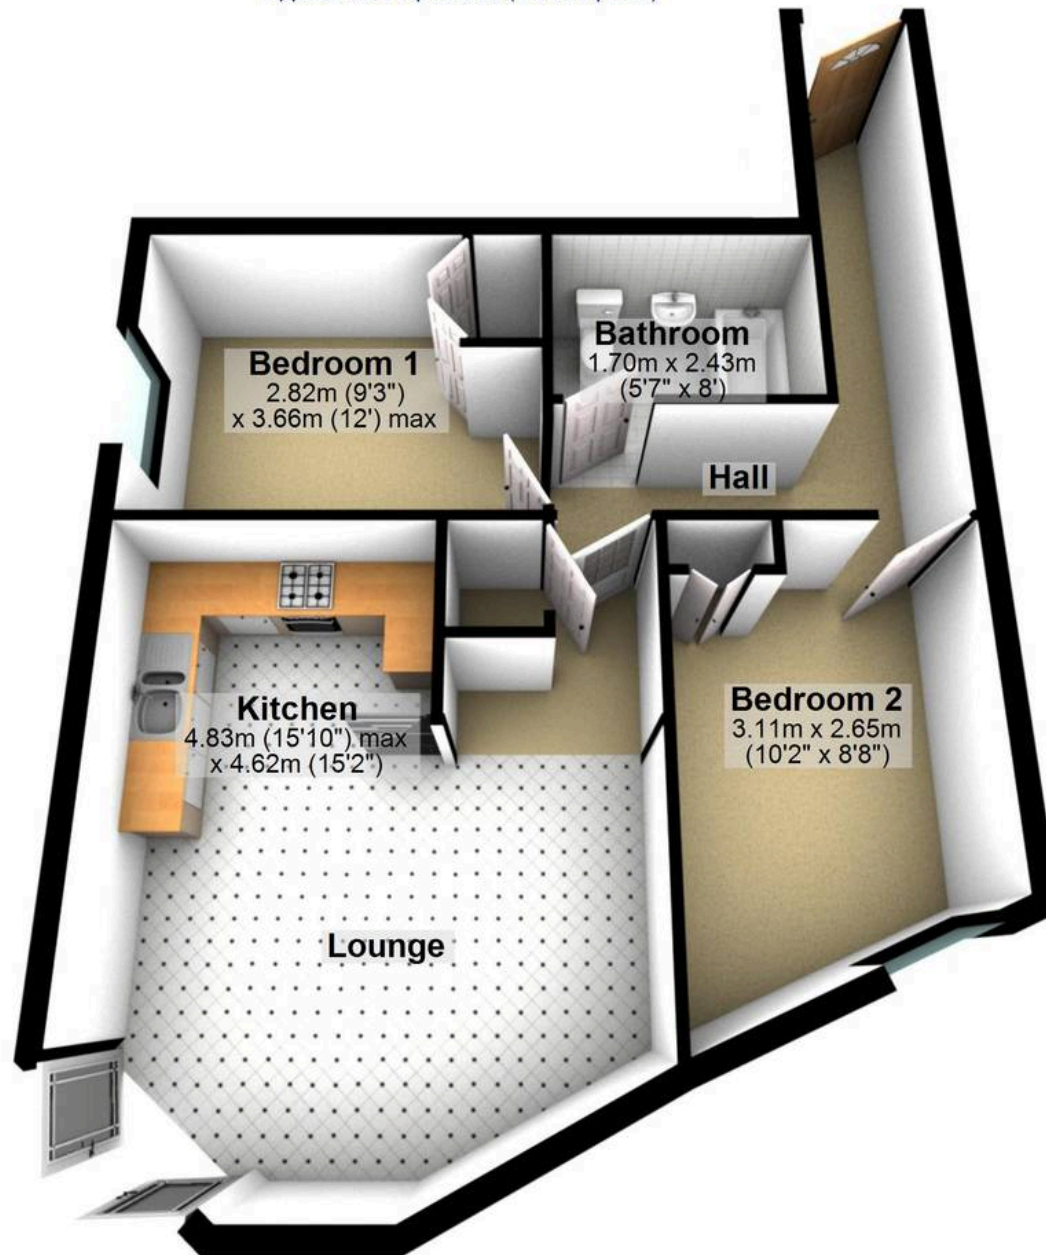 Bathroom
1.70m x 2.43m
(5'7" x 8')
Bedroom 1
2.82m (9'3")
x 3.66m (12') max
Hall
Kitchen
4.83m (15'10") max
x 4.62m (15'2")
Bedroom 2
3.11m x 2.65m
(10'2" x 8'8")
Lounge